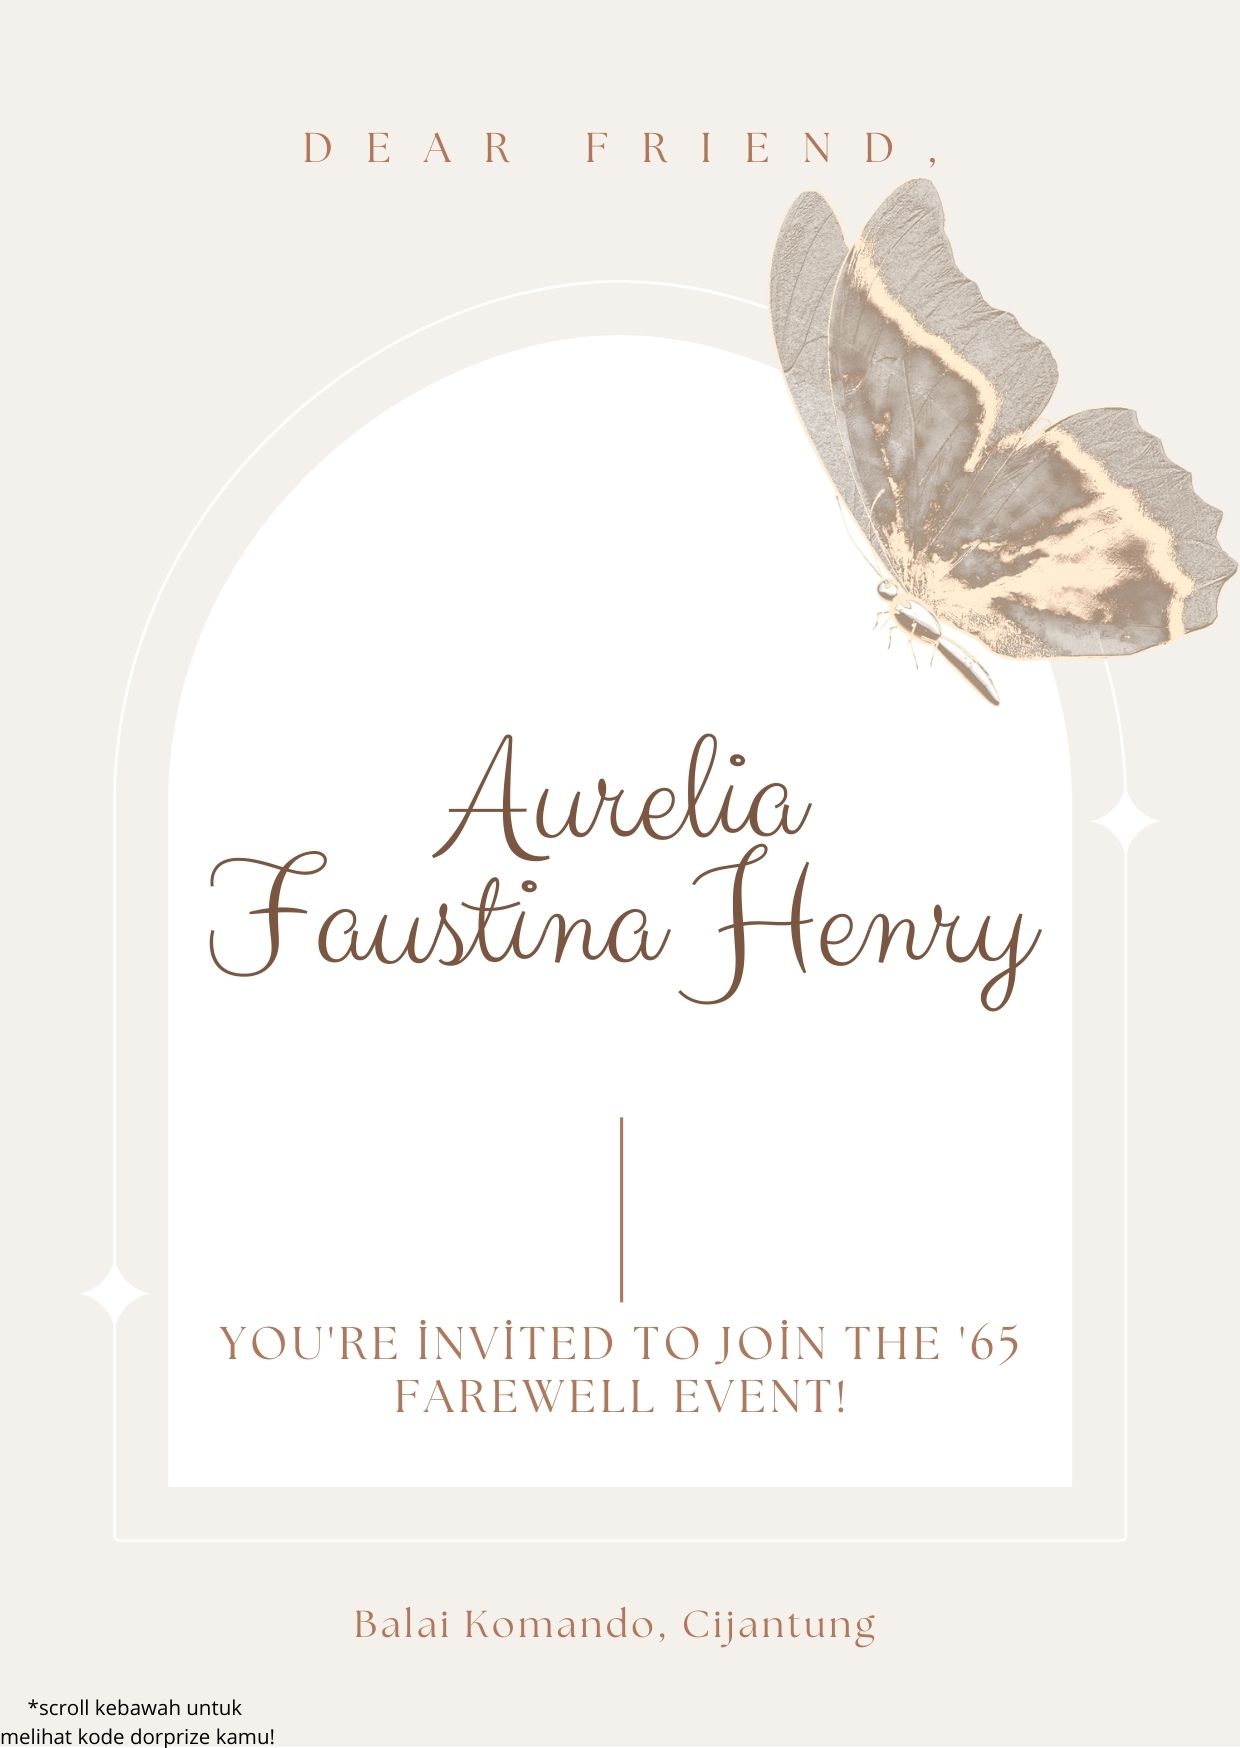 DEAR FRIEND,
Aurelia
Faustina Henry
YOU'RE İNVİTED TO JOİN THE '65
FAREWELL EVENT!
Balai Komando, Cijantung
*scroll kebawah untuk
melihat kode dorprize kamu!